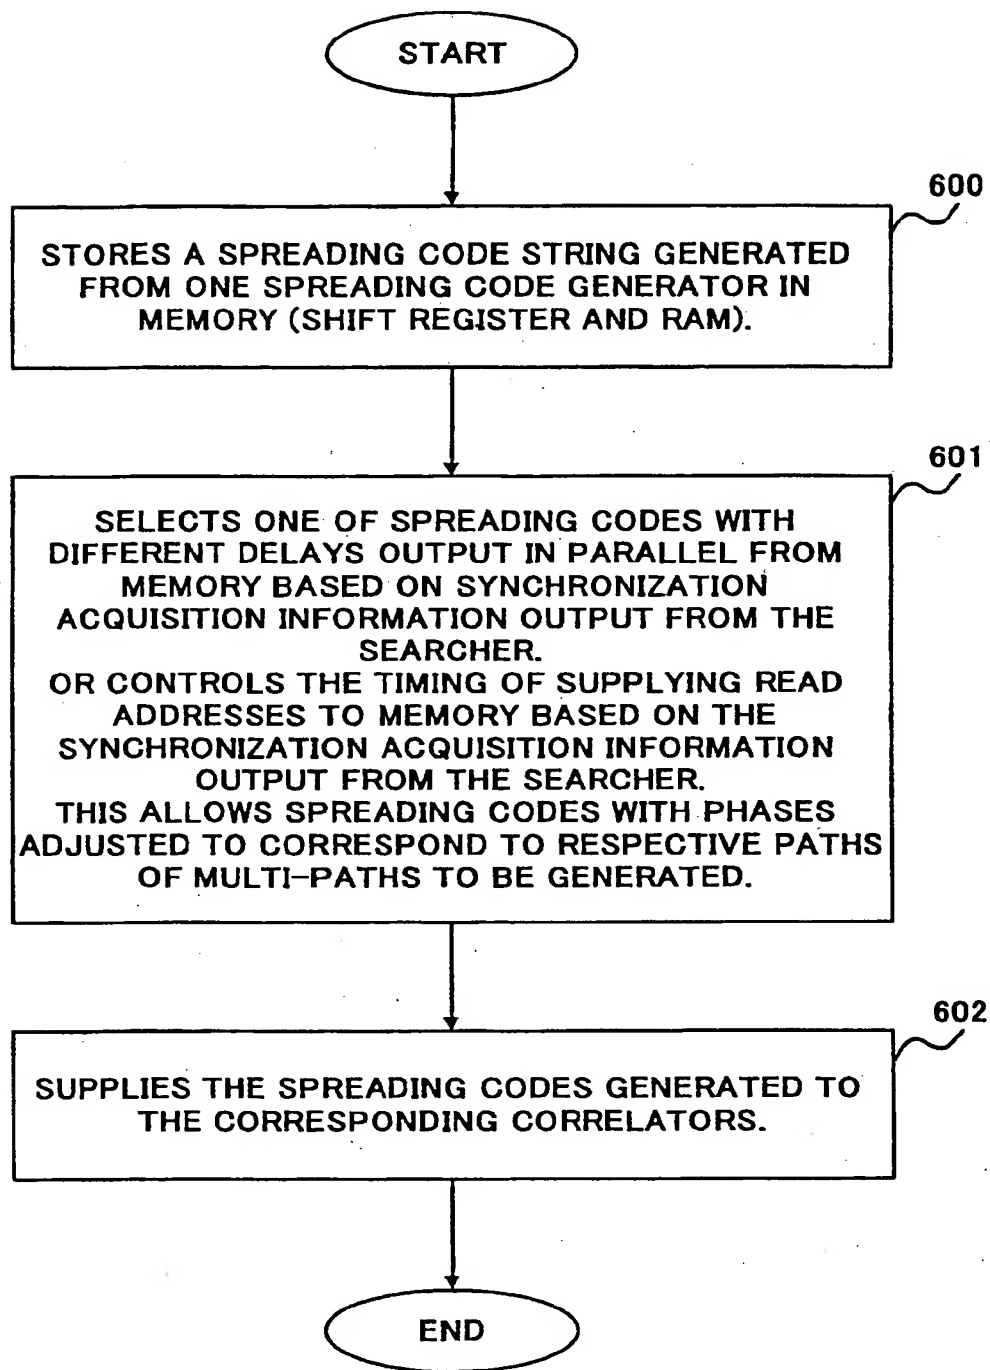 START
600
STORES A SPREADING CODE STRING GENERATED
FROM ONE SPREADING CODE GENERATOR IN
MEMORY (SHIFT REGISTER AND RAM).
601
SELECTS ONE OF SPREADING CODES WITH
DIFFERENT DELAYS OUTPUT IN PARALLEL FROM
MEMORY BASED ON SYNCHRONIZATION
ACQUISITION INFORMATION OUTPUT FROM THE
SEARCHER.
OR CONTROLS THE TIMING OF SUPPLYING READ
ADDRESSES TO MEMORY BASED ON THE
SYNCHRONIZATION ACQUISITION INFORMATION
OUTPUT FROM THE SEARCHER.
THIS ALLOWS SPREADING CODES WITH PHASES
ADJUSTED TO CORRESPOND TO RESPECTIVE PATHS
OF MULTI-PATHS TO BE GENERATED.
602
SUPPLIES THE SPREADING CODES GENERATED TO
THE CORRESPONDING CORRELATORS.
END